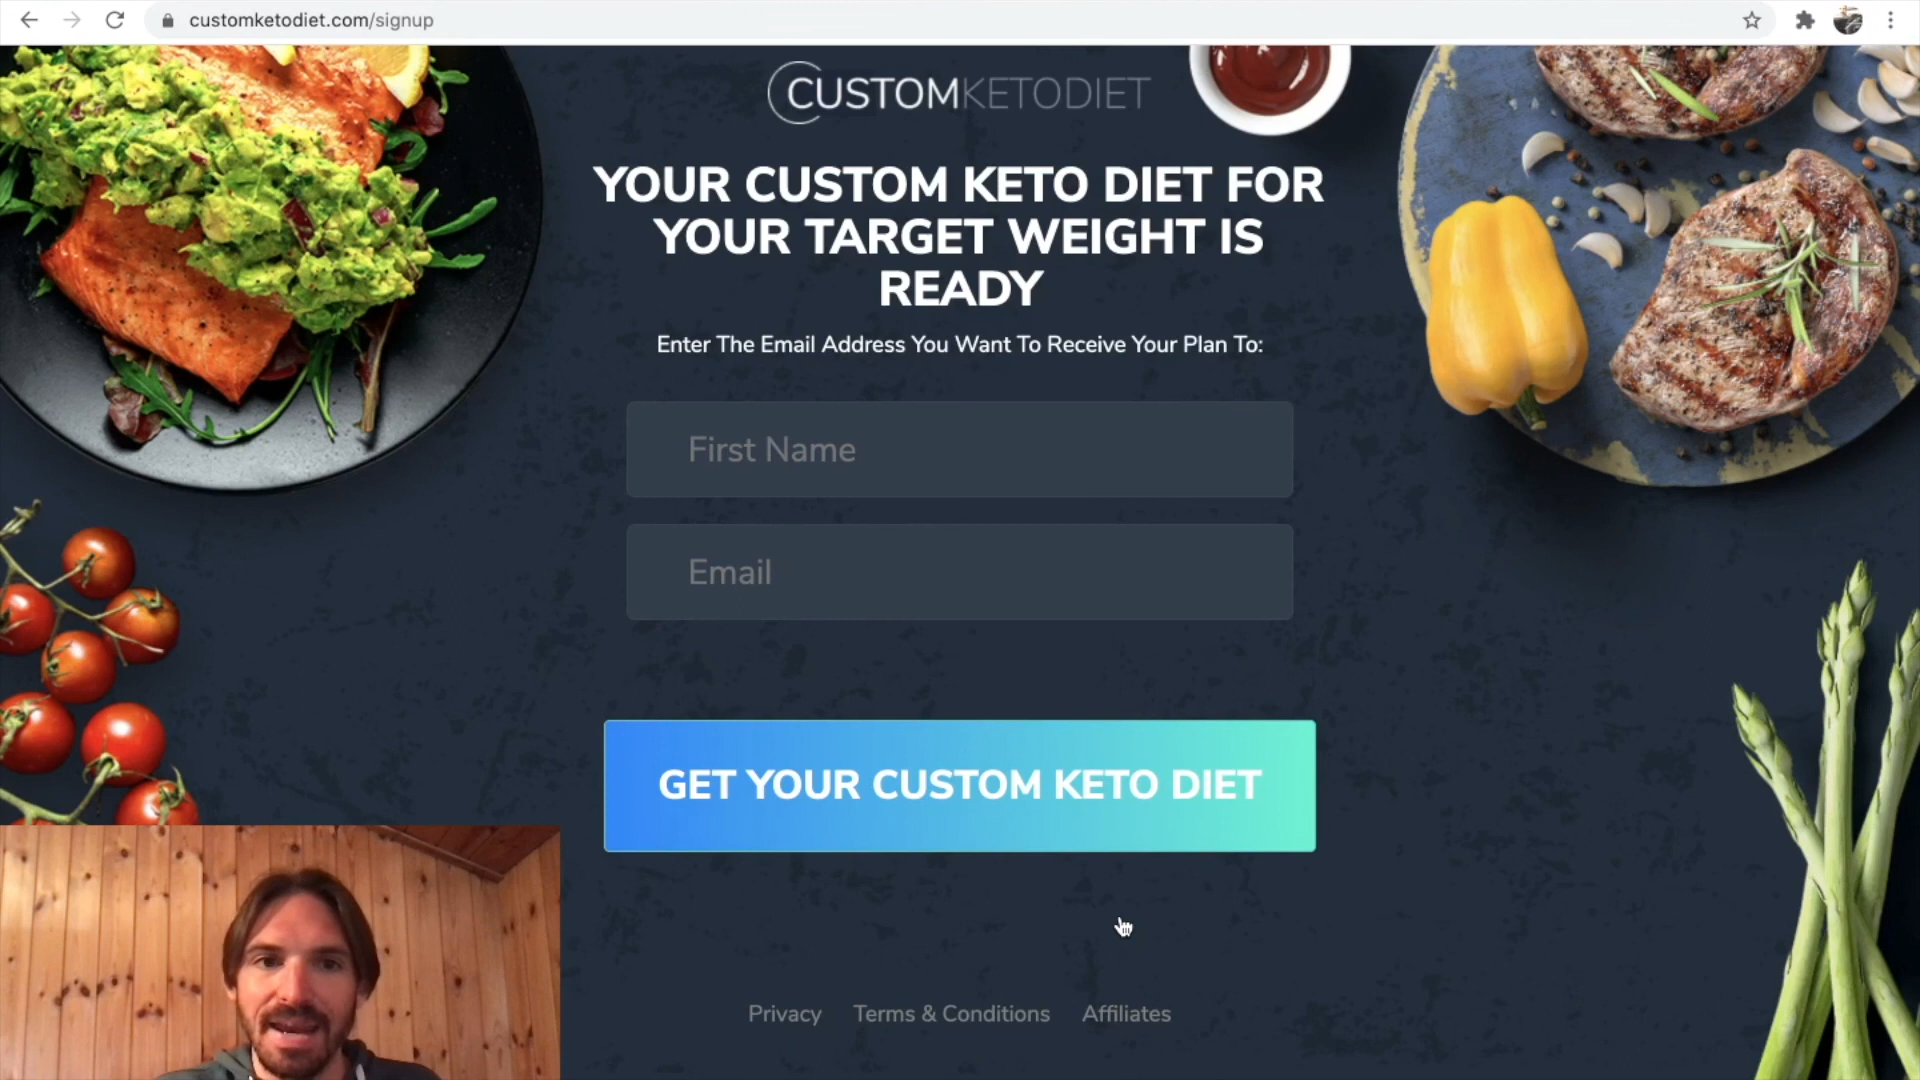 customketodiet.com/signup
CUSTOMKETODIET
YOUR CUSTOM KETO DIET FOR
YOUR TARGET WEIGHT IS
READY
Enter The Email Address You Want To Receive Your Plan To:
First Name
Email
GET YOUR CUSTOM KETO DIET
Privacy Terms & Conditions Affiliates